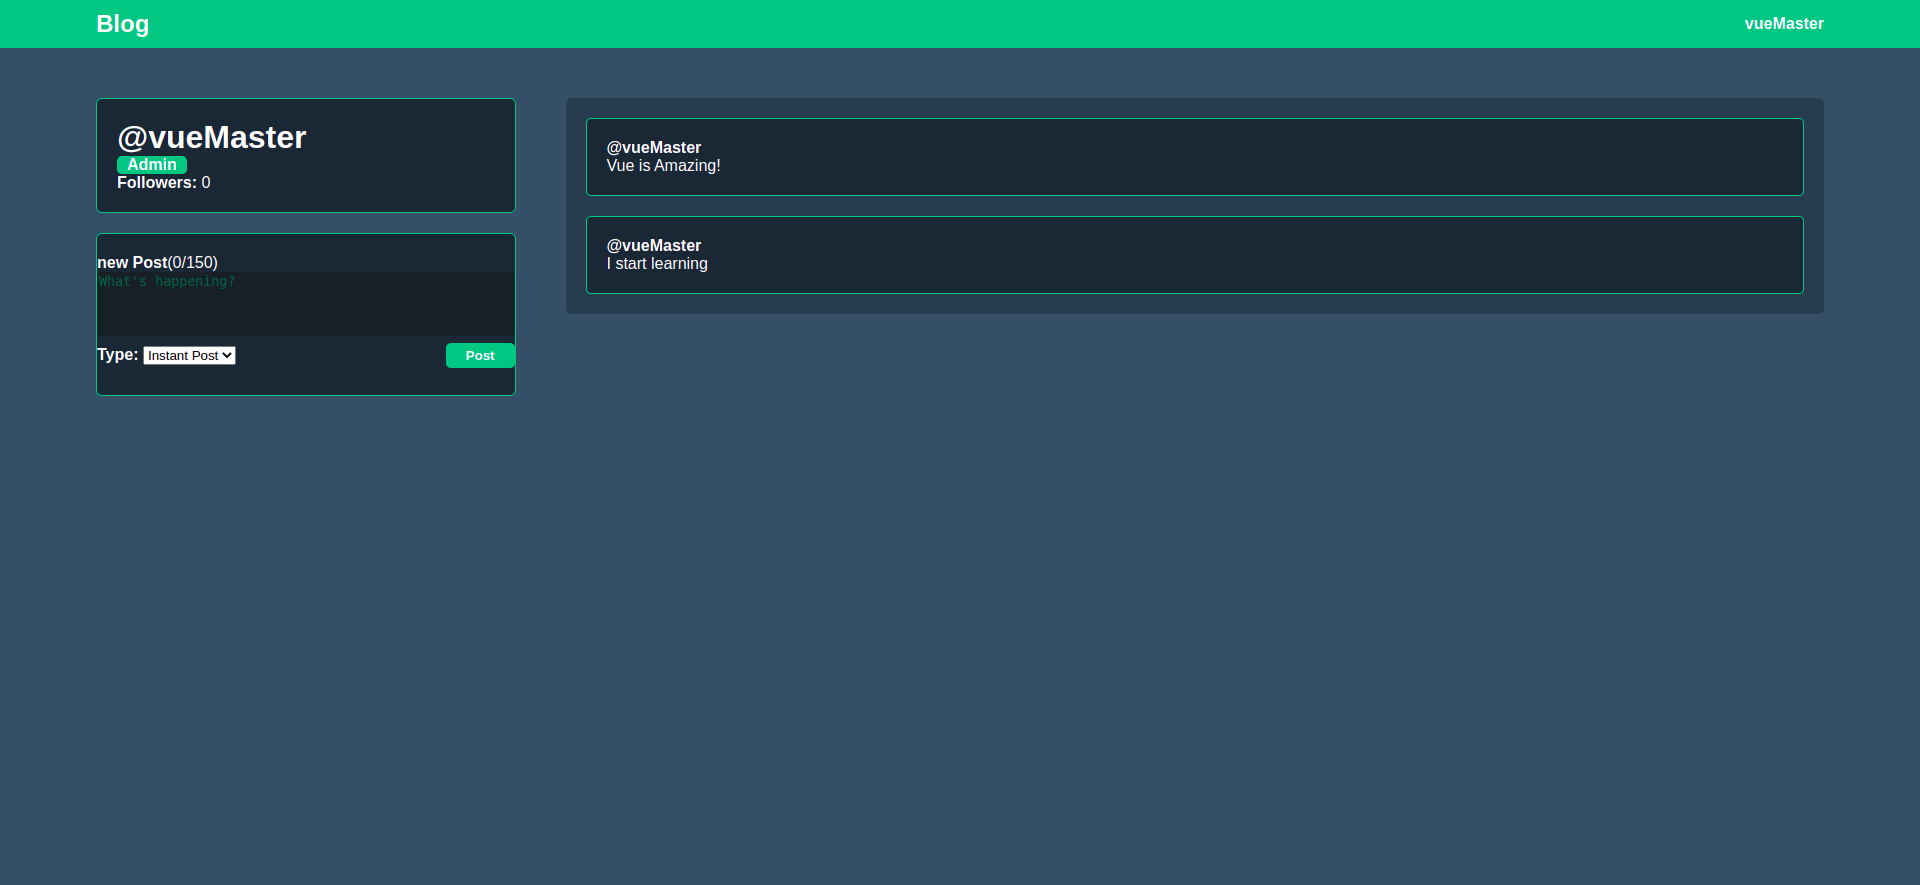 Blog
vueMaster
@vueMaster
Admin
Followers: 0
new Post(0/150)
What's happening?
Type: Instant Post
Post
@vueMaster
Vue is Amazing!
@vueMaster
I start learning